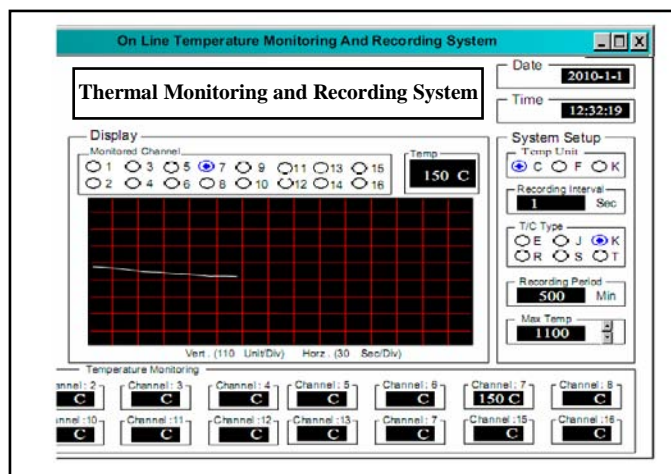 On Line Temperature Monitoring And Recording System
Thermal Monitoring and Recording System
Date
2010-1-1
Time
12:32:19
Display
Monitored Channel
1 3 5 7 9 11 13 15
2 4 6 8 10 12 14 16
Temp
150 C
System Setup
Temp Unit
C F K
Recording Interval
1 Sec
T/C Type
E J K
R S T
Recording Period
500 Min
Max Temp
1100
Vert . (110 Unit/Div) Horz . (30 Sec/Div)
Temperature Monitoring
annel: 2 Channel : 3 Channel : 4 Channel : 5 Channel : 6 Channel : 7 Channel : 8
C C C C C 150 C C
nnel :10 Channel :11 Channel :12 Channel :13 Channel : 7 Channel :15 Channel :16
C C C C C C C